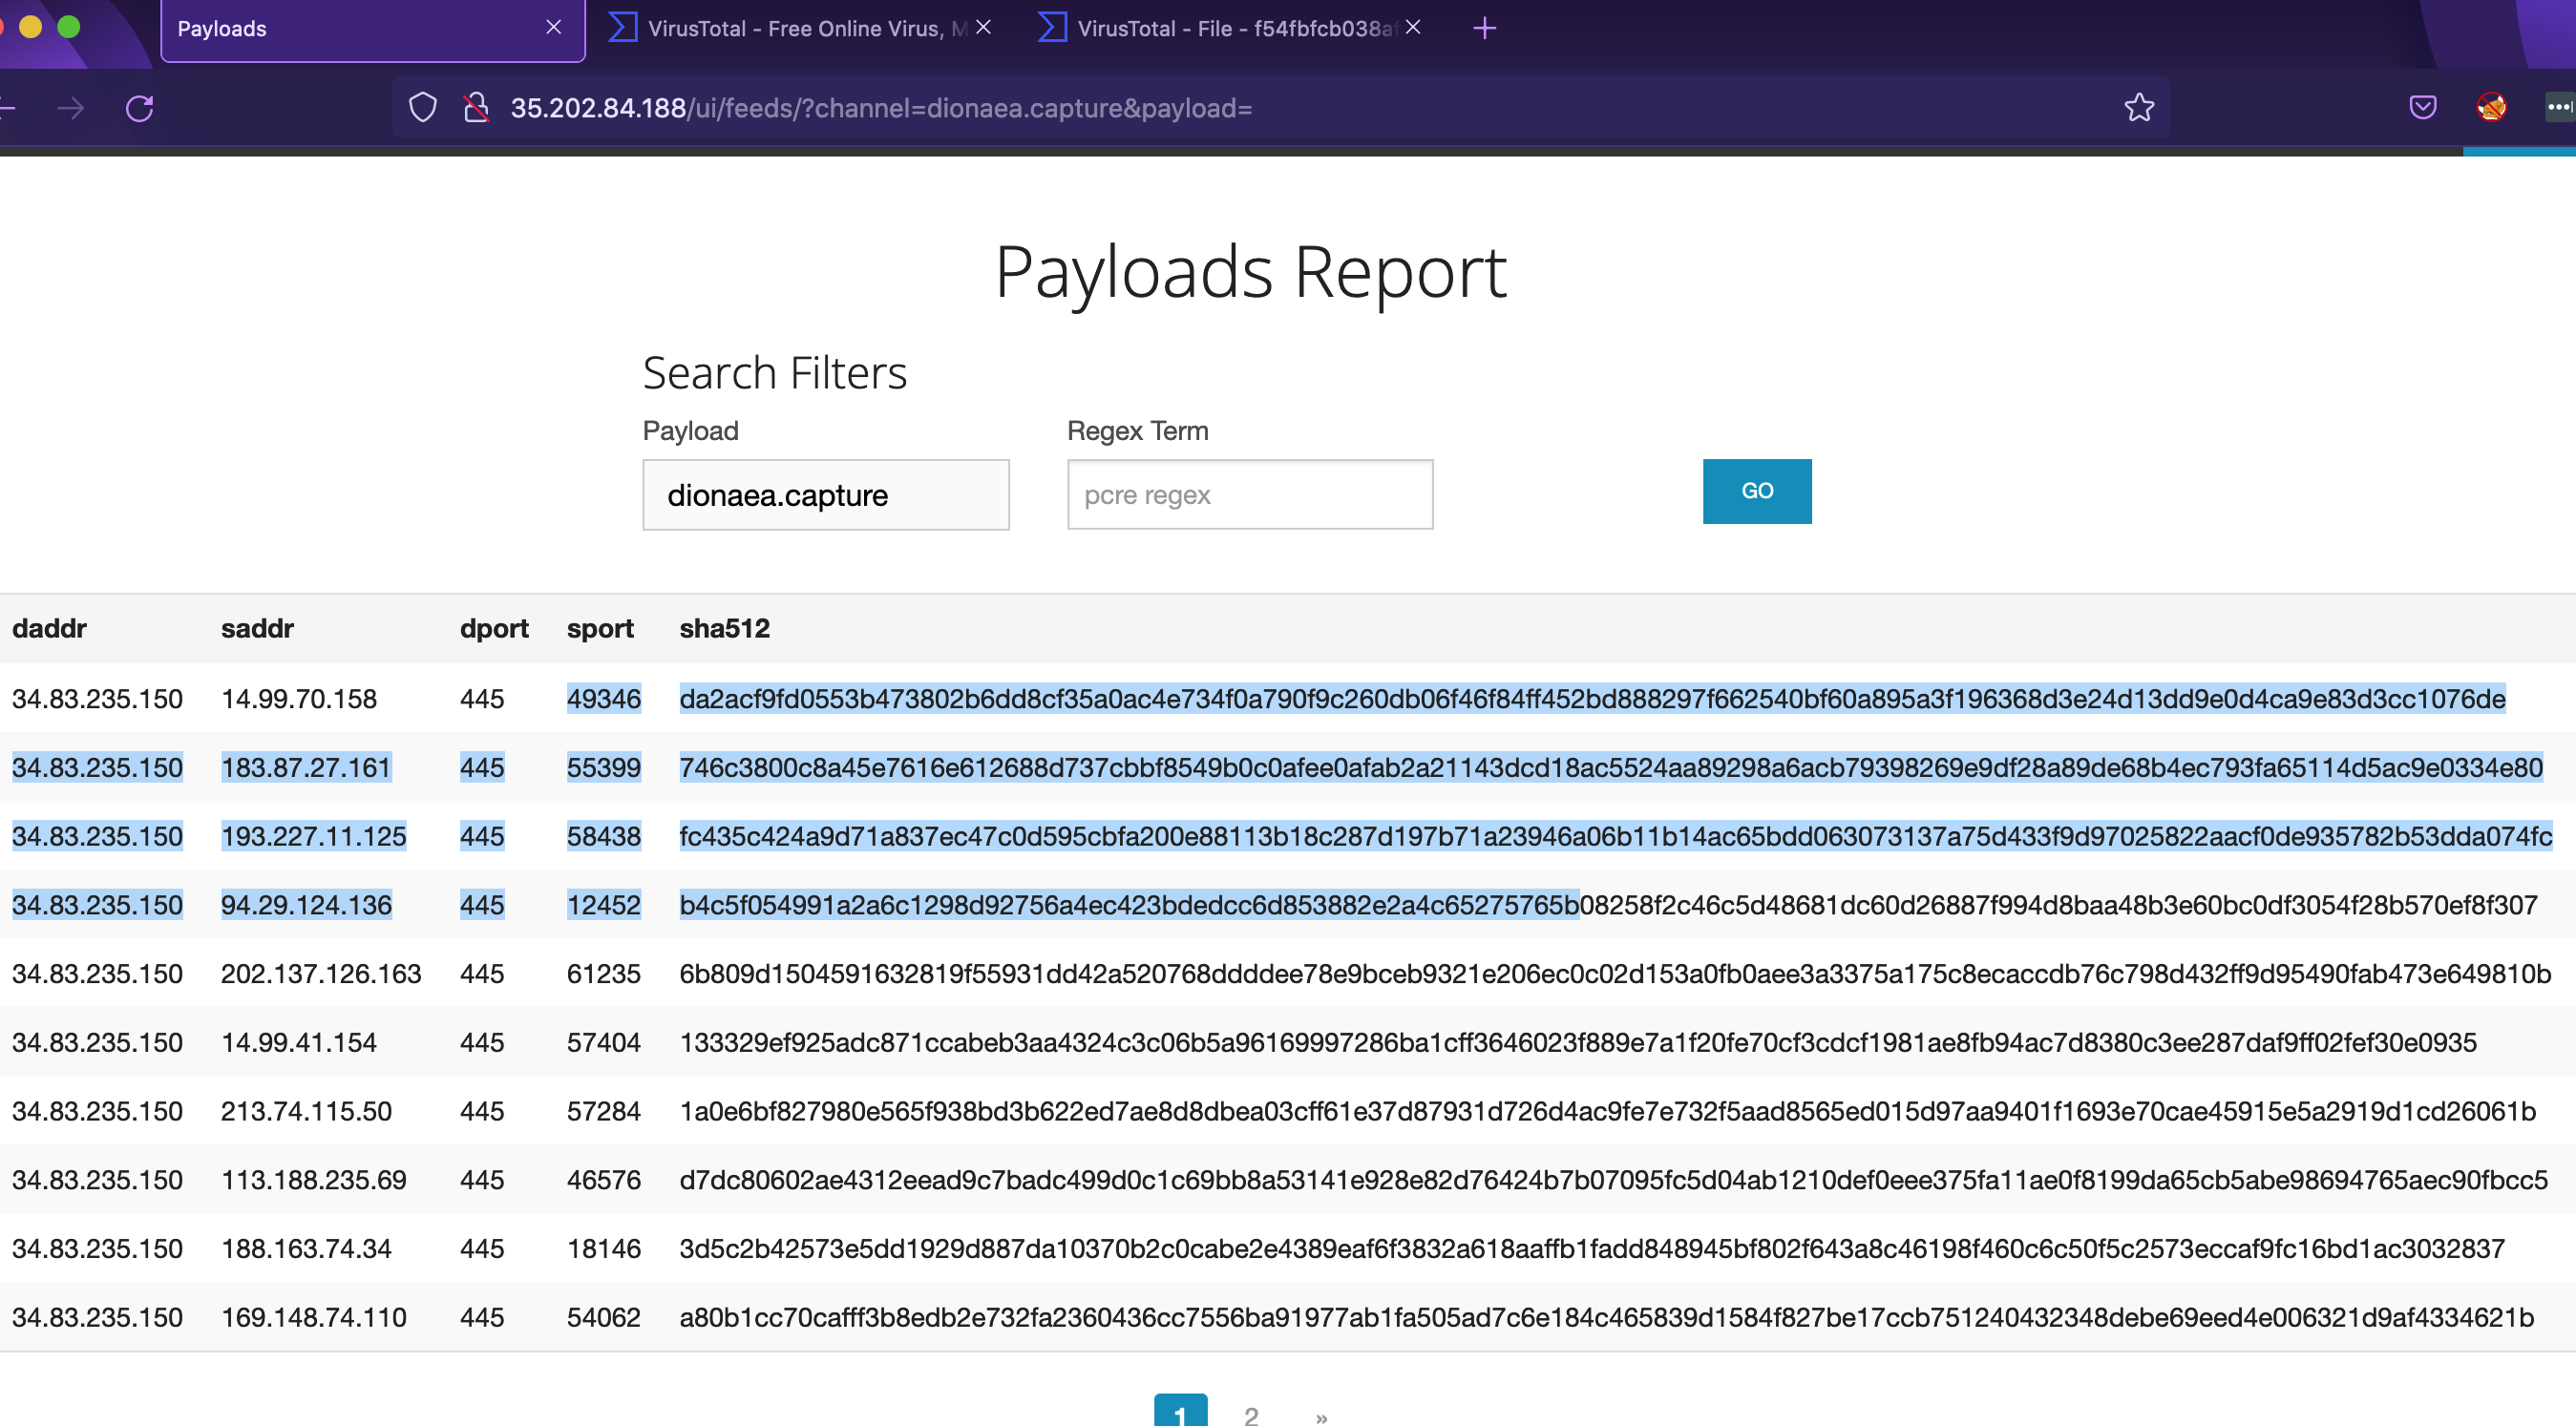 Payloads
VirusTotal - Free Online Virus, M
VirusTotal - File - f54fbfcb038af
35.202.84.188/ui/feeds/?channel=dionaea.capture&payload=
Payloads Report
Search Filters
Payload Regex Term
dionaea.capture pcre regex GO
daddr saddr dport sport sha512
34.83.235.150 14.99.70.158 445 49346 da2acf9fd0553b473802b6dd8cf35a0ac4e734f0a790f9c260db06f46f84ff452bd888297f662540bf60a895a3f196368d3e24d13dd9e0d4ca9e83d3cc1076de
34.83.235.150 183.87.27.161 445 55399 746c3800c8a45e7616e612688d737cbbf8549b0c0afee0afab2a21143dcd18ac5524aa89298a6acb79398269e9df28a89de68b4ec793fa65114d5ac9e0334e80
34.83.235.150 193.227.11.125 445 58438 fc435c424a9d71a837ec47c0d595cbfa200e88113b18c287d197b71a23946a06b11b14ac65bdd063073137a75d433f9d97025822aacf0de935782b53dda074fc
34.83.235.150 94.29.124.136 445 12452 b4c5f054991a2a6c1298d92756a4ec423bdedcc6d853882e2a4c65275765b08258f2c46c5d48681dc60d26887f994d8baa48b3e60bc0df3054f28b570ef8f307
34.83.235.150 202.137.126.163 445 61235 6b809d1504591632819f55931dd42a520768ddddee78e9bceb9321e206ec0c02d153a0fb0aee3a3375a175c8ecaccdb76c798d432ff9d95490fab473e649810b
34.83.235.150 14.99.41.154 445 57404 133329ef925adc871ccabeb3aa4324c3c06b5a96169997286ba1cff3646023f889e7a1f20fe70cf3cdcf1981ae8fb94ac7d8380c3ee287daf9ff02fef30e0935
34.83.235.150 213.74.115.50 445 57284 1a0e6bf827980e565f938bd3b622ed7ae8d8dbea03cff61e37d87931d726d4ac9fe7e732f5aad8565ed015d97aa9401f1693e70cae45915e5a2919d1cd26061b
34.83.235.150 113.188.235.69 445 46576 d7dc80602ae4312eead9c7badc499d0c1c69bb8a53141e928e82d76424b7b07095fc5d04ab1210def0eee375fa11ae0f8199da65cb5abe98694765aec90fbcc5
34.83.235.150 188.163.74.34 445 18146 3d5c2b42573e5dd1929d887da10370b2c0cabe2e4389eaf6f3832a618aaffb1fadd848945bf802f643a8c46198f460c6c50f5c2573eccaf9fc16bd1ac3032837
34.83.235.150 169.148.74.110 445 54062 a80b1cc70cafff3b8edb2e732fa2360436cc7556ba91977ab1fa505ad7c6e184c465839d1584f827be17ccb751240432348debe69eed4e006321d9af4334621b
1 2 »